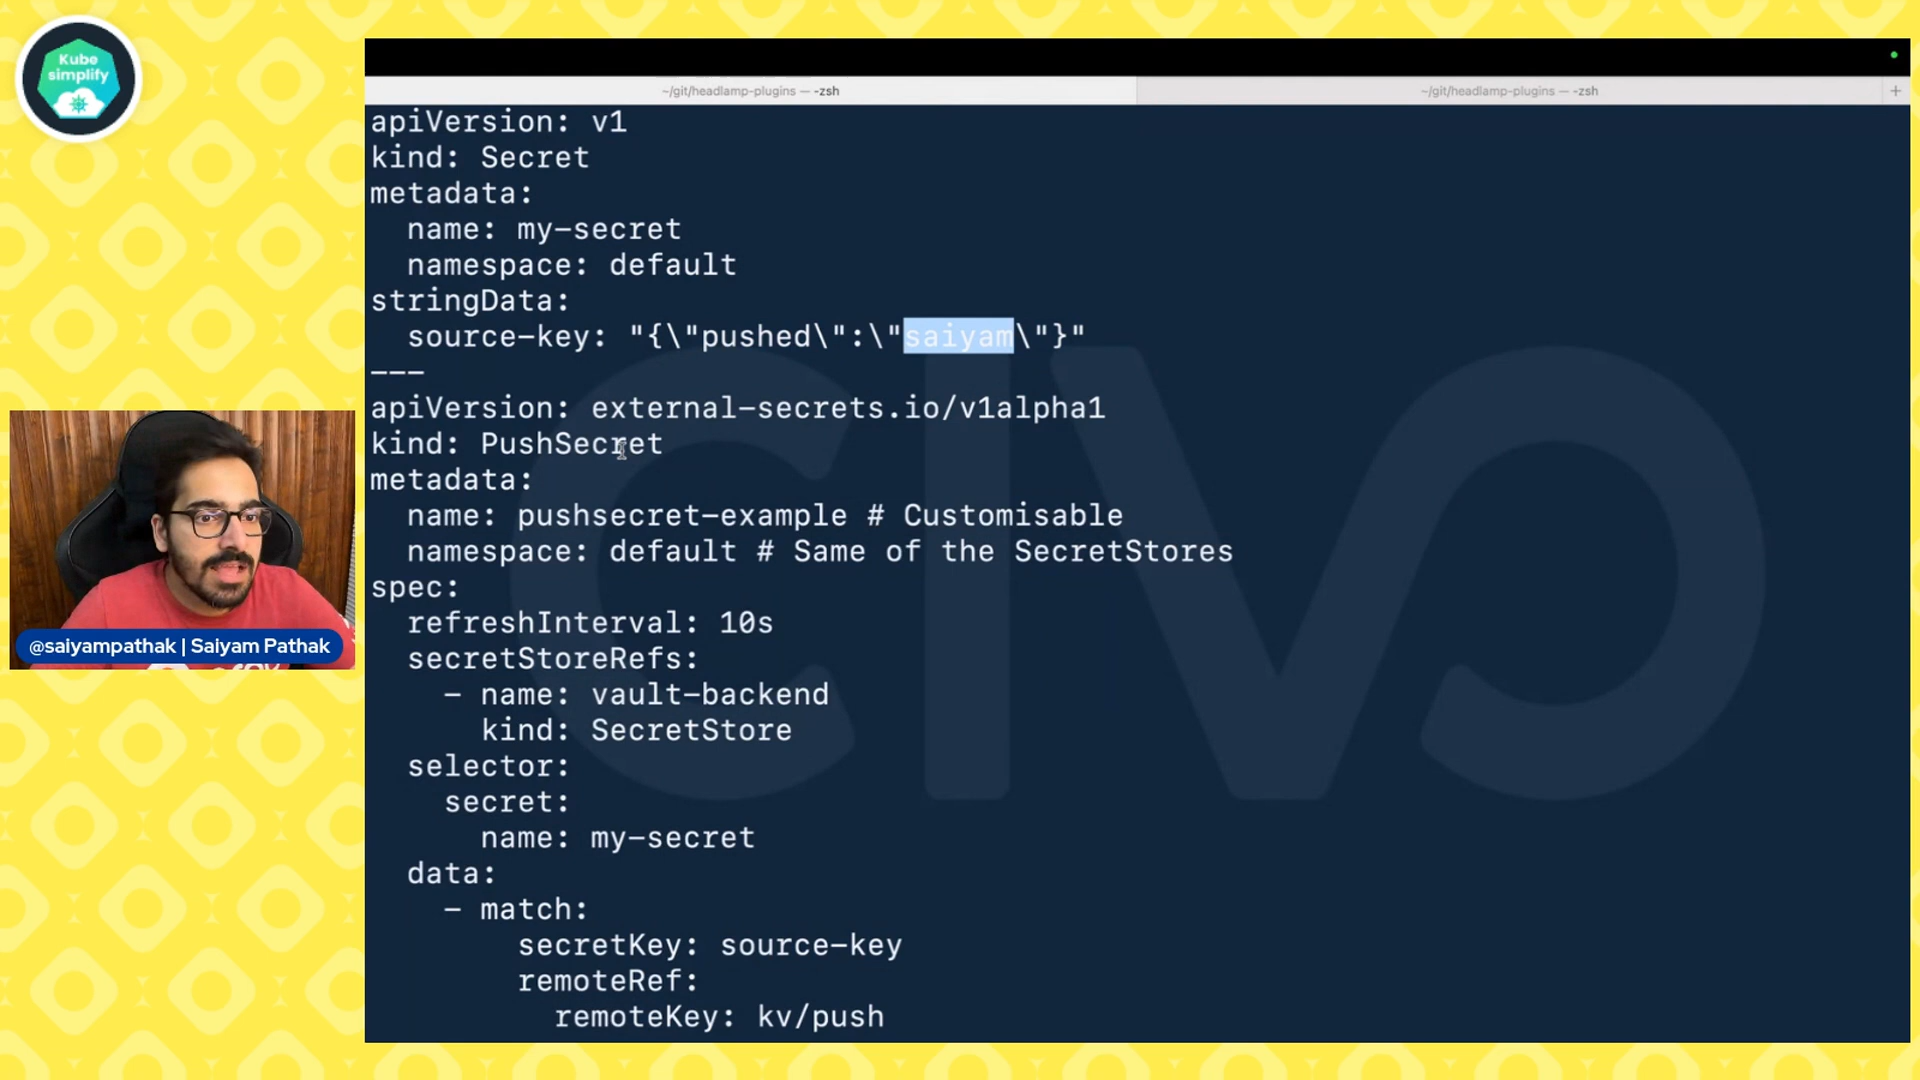 Kube
simplify
~/git/headlamp-plugins — -zsh
~/git/headlamp-plugins — -zsh
+
apiVersion: v1
kind: Secret
metadata:
  name: my-secret
  namespace: default
stringData:
  source-key: "{\"pushed\":\"saiyam\"}"
---
apiVersion: external-secrets.io/v1alpha1
kind: PushSecret
metadata:
  name: pushsecret-example # Customisable
  namespace: default # Same of the SecretStores
spec:
  refreshInterval: 10s
  secretStoreRefs:
    - name: vault-backend
      kind: SecretStore
  selector:
    secret:
      name: my-secret
  data:
    - match:
        secretKey: source-key
        remoteRef:
          remoteKey: kv/push
CIVO
@saiyampathak | Saiyam Pathak